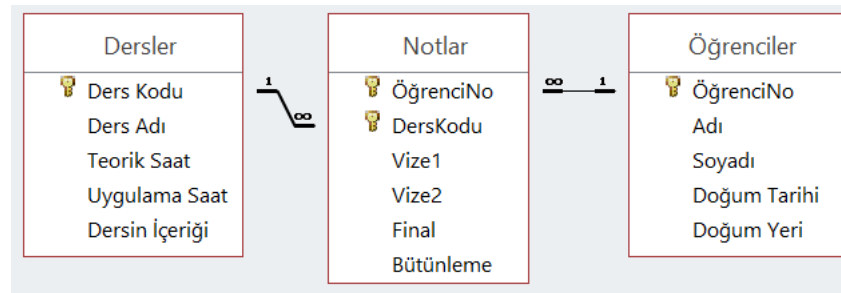 Dersler
Ders Kodu
Ders Adı
Teorik Saat
Uygulama Saat
Dersin İçeriği
1
∞
Notlar
ÖğrenciNo
DersKodu
Vize1
Vize2
Final
Bütünleme
∞
1
Öğrenciler
ÖğrenciNo
Adı
Soyadı
Doğum Tarihi
Doğum Yeri